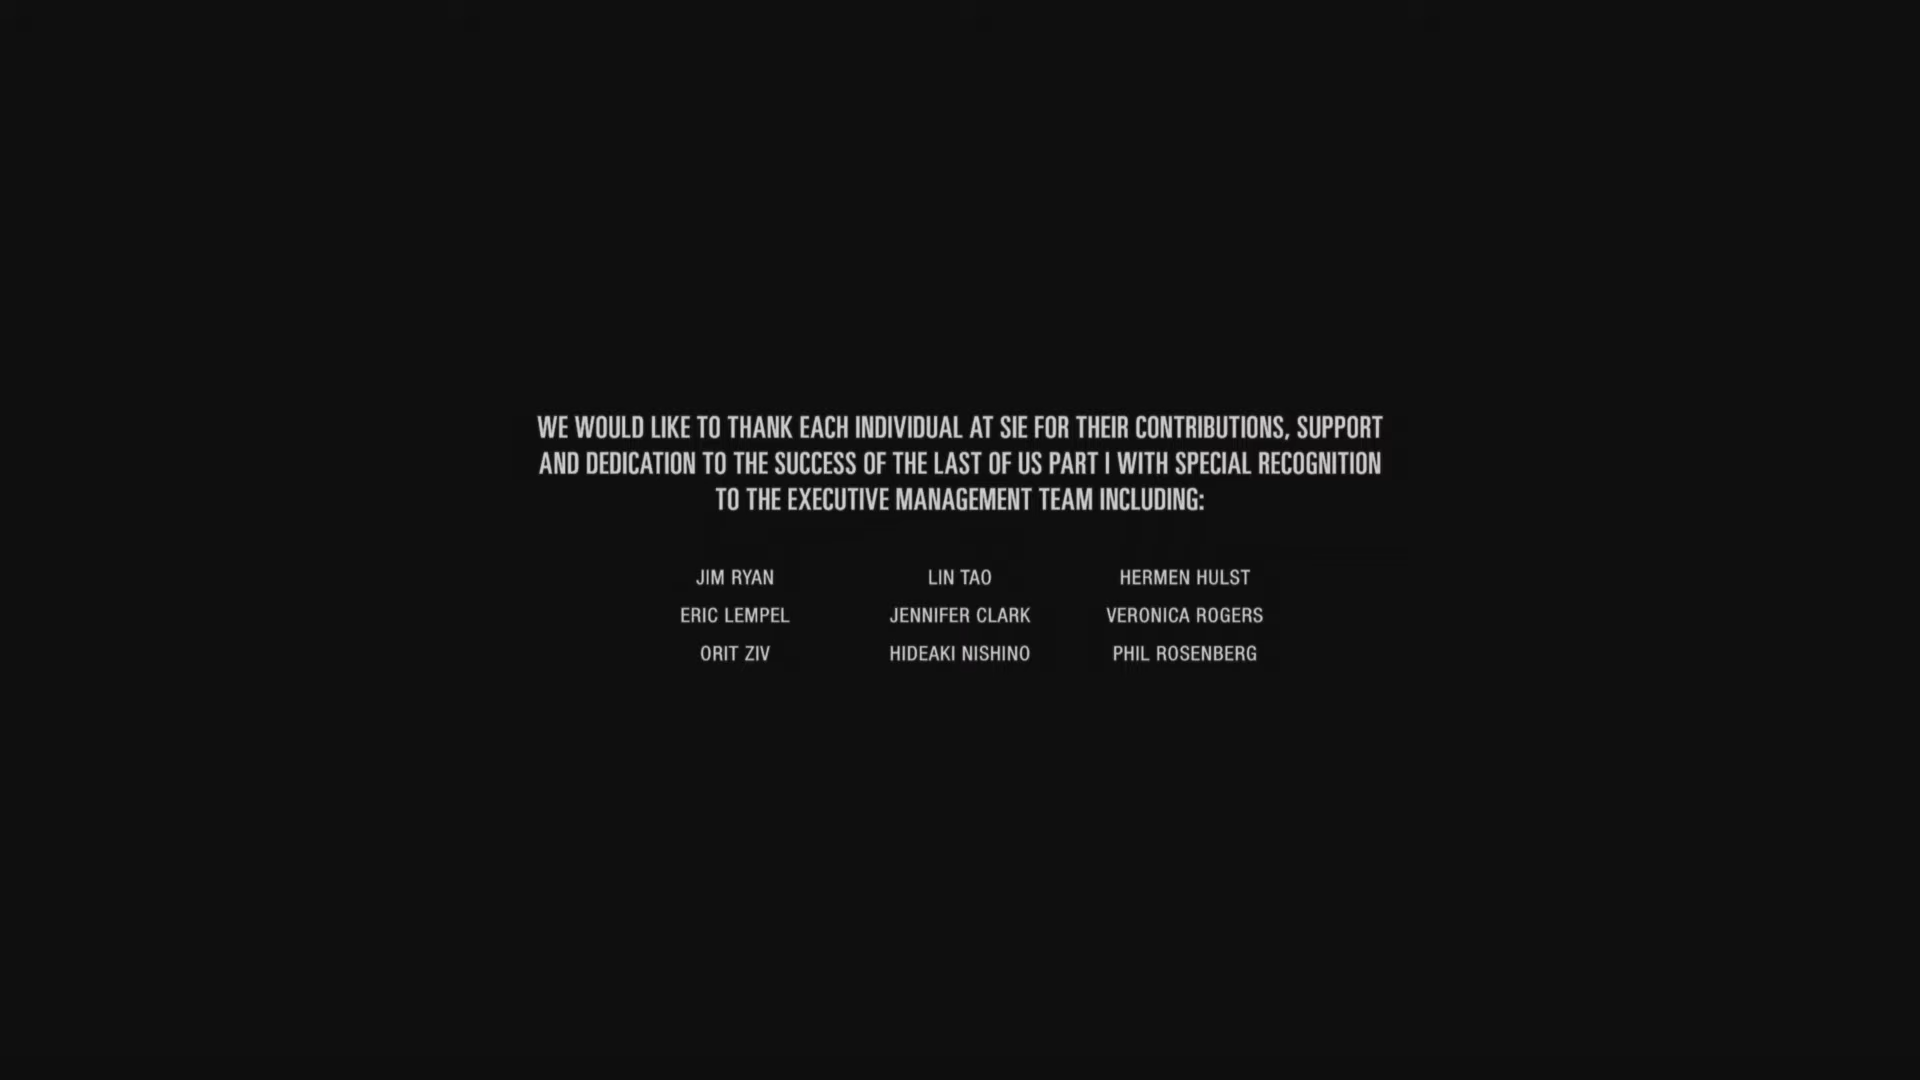 WE WOULD LIKE TO THANK EACH INDIVIDUAL AT SIE FOR THEIR CONTRIBUTIONS, SUPPORT
AND DEDICATION TO THE SUCCESS OF THE LAST OF US PART I WITH SPECIAL RECOGNITION
TO THE EXECUTIVE MANAGEMENT TEAM INCLUDING:
JIM RYAN LIN TAO HERMEN HULST
ERIC LEMPEL JENNIFER CLARK VERONICA ROGERS
ORIT ZIV HIDEAKI NISHINO PHIL ROSENBERG